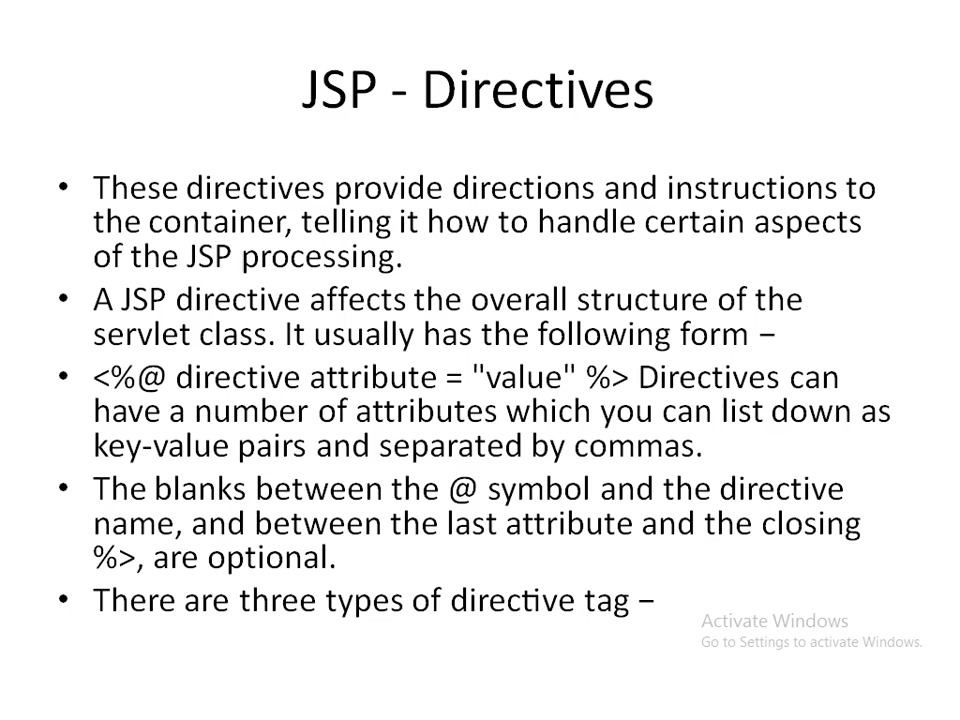 JSP - Directives
• These directives provide directions and instructions to
the container, telling it how to handle certain aspects
of the JSP processing.
• A JSP directive affects the overall structure of the
servlet class. It usually has the following form −
• <%@ directive attribute = "value" %> Directives can
have a number of attributes which you can list down as
key-value pairs and separated by commas.
• The blanks between the @ symbol and the directive
name, and between the last attribute and the closing
%>, are optional.
• There are three types of directive tag −
Activate Windows
Go to Settings to activate Windows.